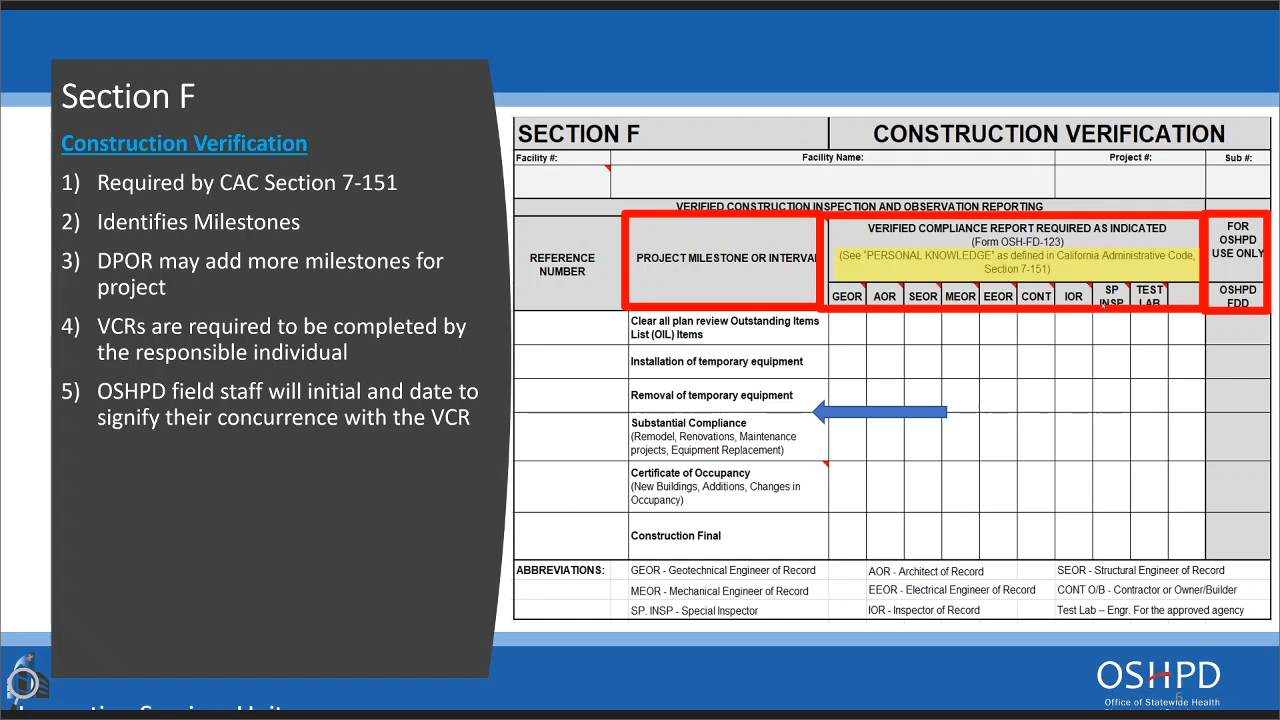 Section F
Construction Verification
1) Required by CAC Section 7-151
2) Identifies Milestones
3) DPOR may add more milestones for
project
4) VCRs are required to be completed by
the responsible individual
5) OSHPD field staff will initial and date to
signify their concurrence with the VCR
SECTION F CONSTRUCTION VERIFICATION
Facility #: Facility Name: Project #: Sub #:
VERIFIED CONSTRUCTION INSPECTION AND OBSERVATION REPORTING
REFERENCE
NUMBER
PROJECT MILESTONE OR INTERVAL
VERIFIED COMPLIANCE REPORT REQUIRED AS INDICATED
(Form OSH-FD-123)
(See "PERSONAL KNOWLEDGE" as defined in California Administrative Code,
Section 7-151)
GEOR AOR SEOR MEOR EEOR CONT IOR SP INSP TEST LAB
FOR
OSHPD
USE ONLY
OSHPD
FDD
Clear all plan review Outstanding Items
List (OIL) Items
Installation of temporary equipment
Removal of temporary equipment
Substantial Compliance
(Remodel, Renovations, Maintenance
projects, Equipment Replacement)
Certificate of Occupancy
(New Buildings, Additions, Changes in
Occupancy)
Construction Final
ABBREVIATIONS: GEOR - Geotechnical Engineer of Record AOR - Architect of Record SEOR - Structural Engineer of Record
MEOR - Mechanical Engineer of Record EEOR - Electrical Engineer of Record CONT O/B - Contractor or Owner/Builder
SP. INSP - Special Inspector IOR - Inspector of Record Test Lab – Engr. For the approved agency
OSHPD
Office of Statewide Health
6